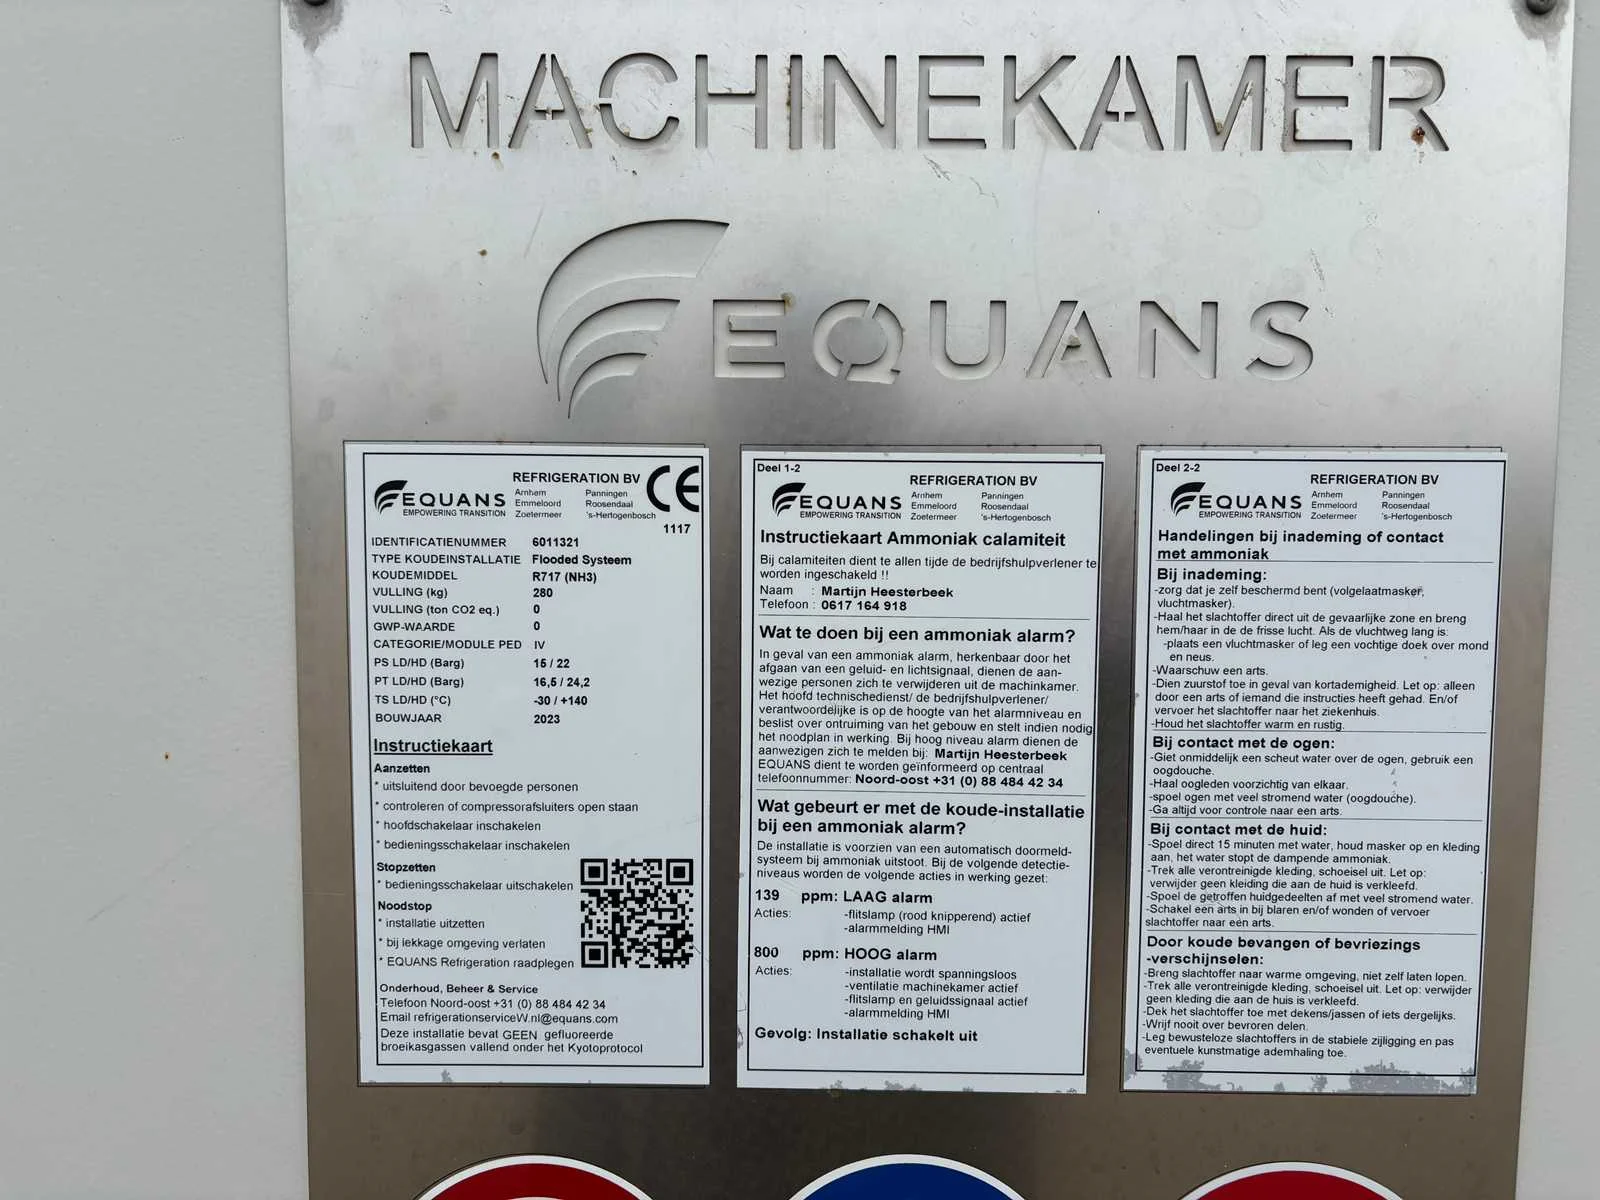 MACHINEKAMER
EQUANS
EQUANS
EMPOWERING TRANSITION
REFRIGERATION BV
Arnhem Panningen
Emmeloord Roosendaal
Zoetermeer 's-Hertogenbosch
CE
1117
IDENTIFICATIENUMMER 6011321
TYPE KOUDEINSTALLATIE Flooded Systeem
KOUDEMIDDEL R717 (NH3)
VULLING (kg) 280
VULLING (ton CO2 eq.) 0
GWP-WAARDE 0
CATEGORIE/MODULE PED IV
PS LD/HD (Barg) 15 / 22
PT LD/HD (Barg) 16,5 / 24,2
TS LD/HD (°C) -30 / +140
BOUWJAAR 2023
Instructiekaart
Aanzetten
* uitsluitend door bevoegde personen
* controleren of compressorafsluiters open staan
* hoofdschakelaar inschakelen
* bedieningsschakelaar inschakelen
Stopzetten
* bedieningsschakelaar uitschakelen
Noodstop
* installatie uitzetten
* bij lekkage omgeving verlaten
* EQUANS Refrigeration raadplegen
Onderhoud, Beheer & Service
Telefoon Noord-oost +31 (0) 88 484 42 34
Email refrigerationserviceW.nl@equans.com
Deze installatie bevat GEEN gefluoreerde
broeikasgassen vallend onder het Kyotoprotocol
Deel 1-2
EQUANS
EMPOWERING TRANSITION
REFRIGERATION BV
Arnhem Panningen
Emmeloord Roosendaal
Zoetermeer 's-Hertogenbosch
Instructiekaart Ammoniak calamiteit
Bij calamiteiten dient te allen tijde de bedrijfshulpverlener te
worden ingeschakeld !!
Naam : Martijn Heesterbeek
Telefoon : 0617 164 918
Wat te doen bij een ammoniak alarm?
In geval van een ammoniak alarm, herkenbaar door het
afgaan van een geluid- en lichtsignaal, dienen de aan-
wezige personen zich te verwijderen uit de machinkamer.
Het hoofd technischedienst/ de bedrijfshulpverlener/
verantwoordelijke is op de hoogte van het alarmniveau en
beslist over ontruiming van het gebouw en stelt indien nodig
het noodplan in werking. Bij hoog niveau alarm dienen de
aanwezigen zich te melden bij: Martijn Heesterbeek
EQUANS dient te worden geïnformeerd op centraal
telefoonnummer: Noord-oost +31 (0) 88 484 42 34
Wat gebeurt er met de koude-installatie
bij een ammoniak alarm?
De installatie is voorzien van een automatisch doormeld-
systeem bij ammoniak uitstoot. Bij de volgende detectie-
niveaus worden de volgende acties in werking gezet:
139 ppm: LAAG alarm
Acties: -flitslamp (rood knipperend) actief
-alarmmelding HMI
800 ppm: HOOG alarm
Acties: -installatie wordt spanningsloos
-ventilatie machinekamer actief
-flitslamp en geluidssignaal actief
-alarmmelding HMI
Gevolg: Installatie schakelt uit
Deel 2-2
EQUANS
EMPOWERING TRANSITION
REFRIGERATION BV
Arnhem Panningen
Emmeloord Roosendaal
Zoetermeer 's-Hertogenbosch
Handelingen bij inademing of contact
met ammoniak
Bij inademing:
-zorg dat je zelf beschermd bent (volgelaatmasker,
vluchtmasker).
-Haal het slachtoffer direct uit de gevaarlijke zone en breng
hem/haar in de de frisse lucht. Als de vluchtweg lang is:
-plaats een vluchtmasker of leg een vochtige doek over mond
en neus.
-Waarschuw een arts.
-Dien zuurstof toe in geval van kortademigheid. Let op: alleen
door een arts of iemand die instructies heeft gehad. En/of
vervoer het slachtoffer naar het ziekenhuis.
-Houd het slachtoffer warm en rustig.
Bij contact met de ogen:
-Giet onmiddelijk een scheut water over de ogen, gebruik een
oogdouche.
-Haal oogleden voorzichtig van elkaar.
-spoel ogen met veel stromend water (oogdouche).
-Ga altijd voor controle naar een arts.
Bij contact met de huid:
-Spoel direct 15 minuten met water, houd masker op en kleding
aan, het water stopt de dampende ammoniak.
-Trek alle verontreinigde kleding, schoeisel uit. Let op:
verwijder geen kleding die aan de huid is verkleefd.
-Spoel de getroffen huidgedeelten af met veel stromend water.
-Schakel een arts in bij blaren en/of wonden of vervoer
slachtoffer naar een arts.
Door koude bevangen of bevriezings
-verschijnselen:
-Breng slachtoffer naar warme omgeving, niet zelf laten lopen.
-Trek alle verontreinigde kleding, schoeisel uit. Let op: verwijder
geen kleding die aan de huis is verkleefd.
-Dek het slachtoffer toe met dekens/jassen of iets dergelijks.
-Wrijf nooit over bevroren delen.
-Leg bewusteloze slachtoffers in de stabiele zijligging en pas
eventuele kunstmatige ademhaling toe.